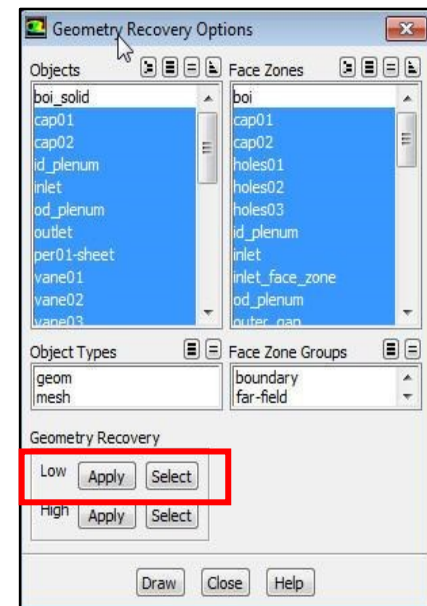 Geometry Recovery Options
Objects
Face Zones
boi_solid
cap01
cap02
id_plenum
inlet
od_plenum
outlet
per01-sheet
vane01
vane02
vane03
boi
cap01
cap02
holes01
holes02
holes03
id_plenum
inlet
inlet_face_zone
od_plenum
outer_gap
Object Types
geom
mesh
Face Zone Groups
boundary
far-field
Geometry Recovery
Low Apply Select
High Apply Select
Draw Close Help